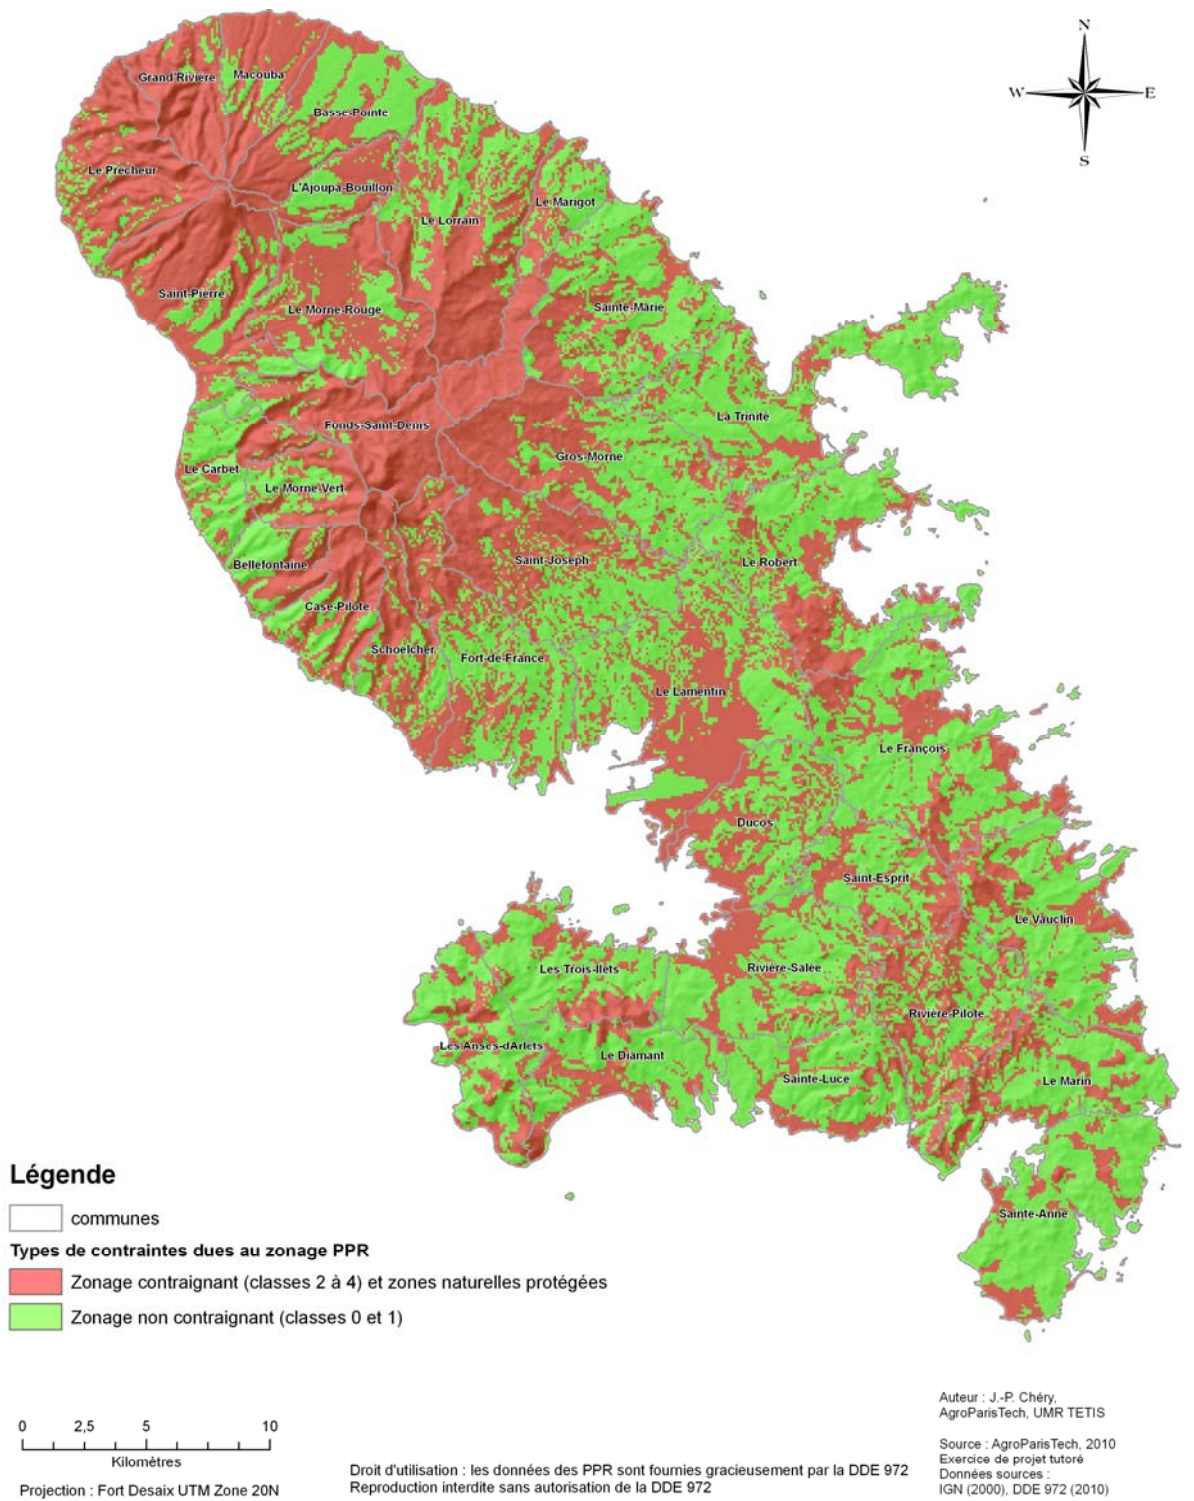 N
W E
S
Grand'Rivière
Macouba
Basse-Pointe
Le Prêcheur
L'Ajoupa-Bouillon
Le Marigot
Le Lorrain
Saint-Pierre
Le Morne-Rouge
Sainte-Marie
La Trinité
Fonds-Saint-Denis
Gros-Morne
Le Carbet
Le Morne-Vert
Bellefontaine
Saint-Joseph
Le Robert
Case-Pilote
Schoelcher
Fort-de-France
Le Lamentin
Le François
Ducos
Saint-Esprit
Le Vauclin
Les Trois-Ilets
Rivière-Salée
Rivière-Pilote
Les Anses-dArlets
Le Diamant
Sainte-Luce
Le Marin
Sainte-Anne
Légende
communes
Types de contraintes dues au zonage PPR
Zonage contraignant (classes 2 à 4) et zones naturelles protégées
Zonage non contraignant (classes 0 et 1)
0 2,5 5 10
Kilomètres
Projection : Fort Desaix UTM Zone 20N
Droit d'utilisation : les données des PPR sont fournies gracieusement par la DDE 972
Reproduction interdite sans autorisation de la DDE 972
Auteur : J.-P. Chéry,
AgroParisTech, UMR TETIS
Source : AgroParisTech, 2010
Exercice de projet tutoré
Données sources :
IGN (2000), DDE 972 (2010)